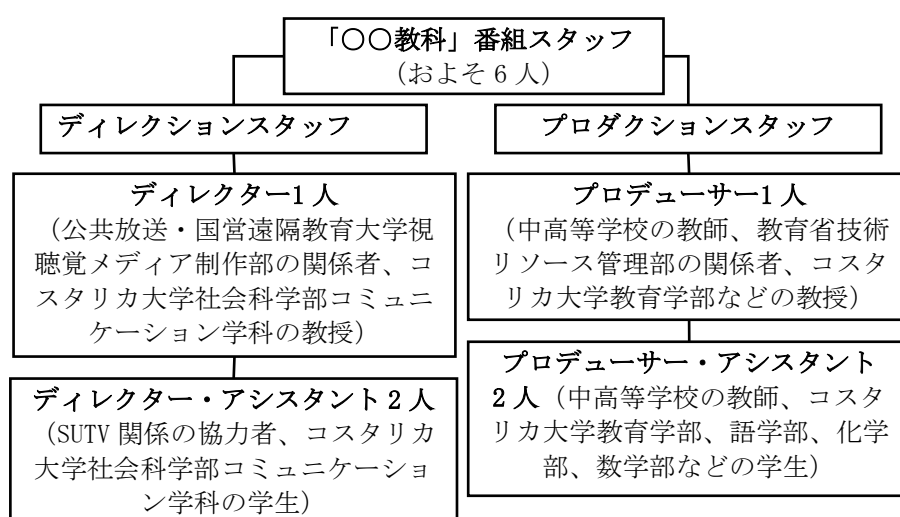 「○○教科」番組スタッフ
(およそ6人)
ディレクションスタッフ
プロダクションスタッフ
ディレクター1人
(公共放送・国営遠隔教育大学視
聴覚メディア制作部の関係者、コ
スタリカ大学社会科学部コミュニ
ケーション学科の教授)
プロデューサー1人
(中高等学校の教師、教育省技術
リソース管理部の関係者、コスタ
リカ大学教育学部などの教授)
ディレクター・アシスタント2人
(SUTV関係の協力者、コスタリカ
大学社会科学部コミュニケーショ
ン学科の学生)
プロデューサー・アシスタント
2人(中高等学校の教師、コスタ
リカ大学教育学部、語学部、化学
部、数学部などの学生)